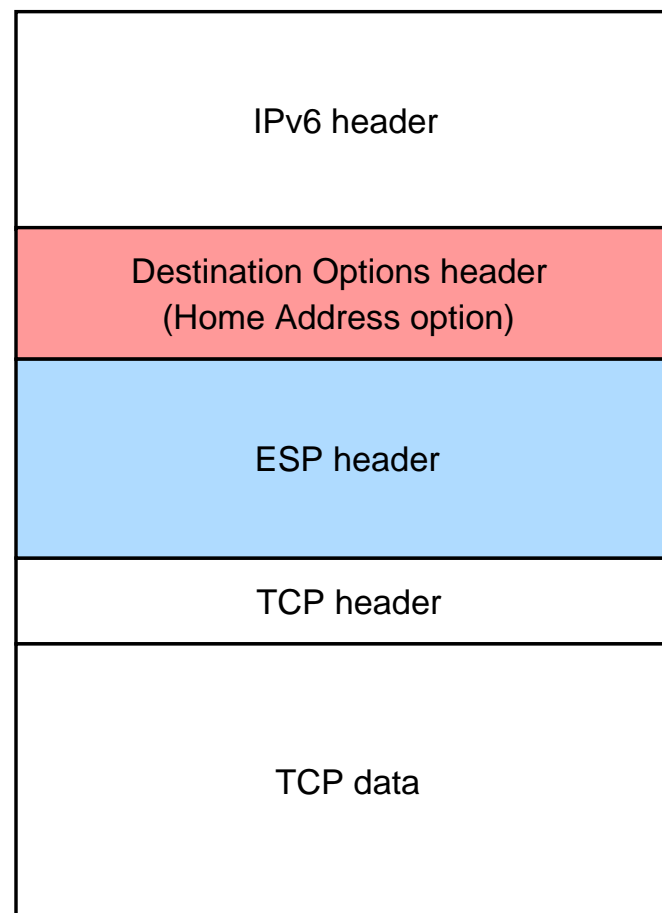 IPv6 header
Destination Options header
(Home Address option)
ESP header
TCP header
TCP data